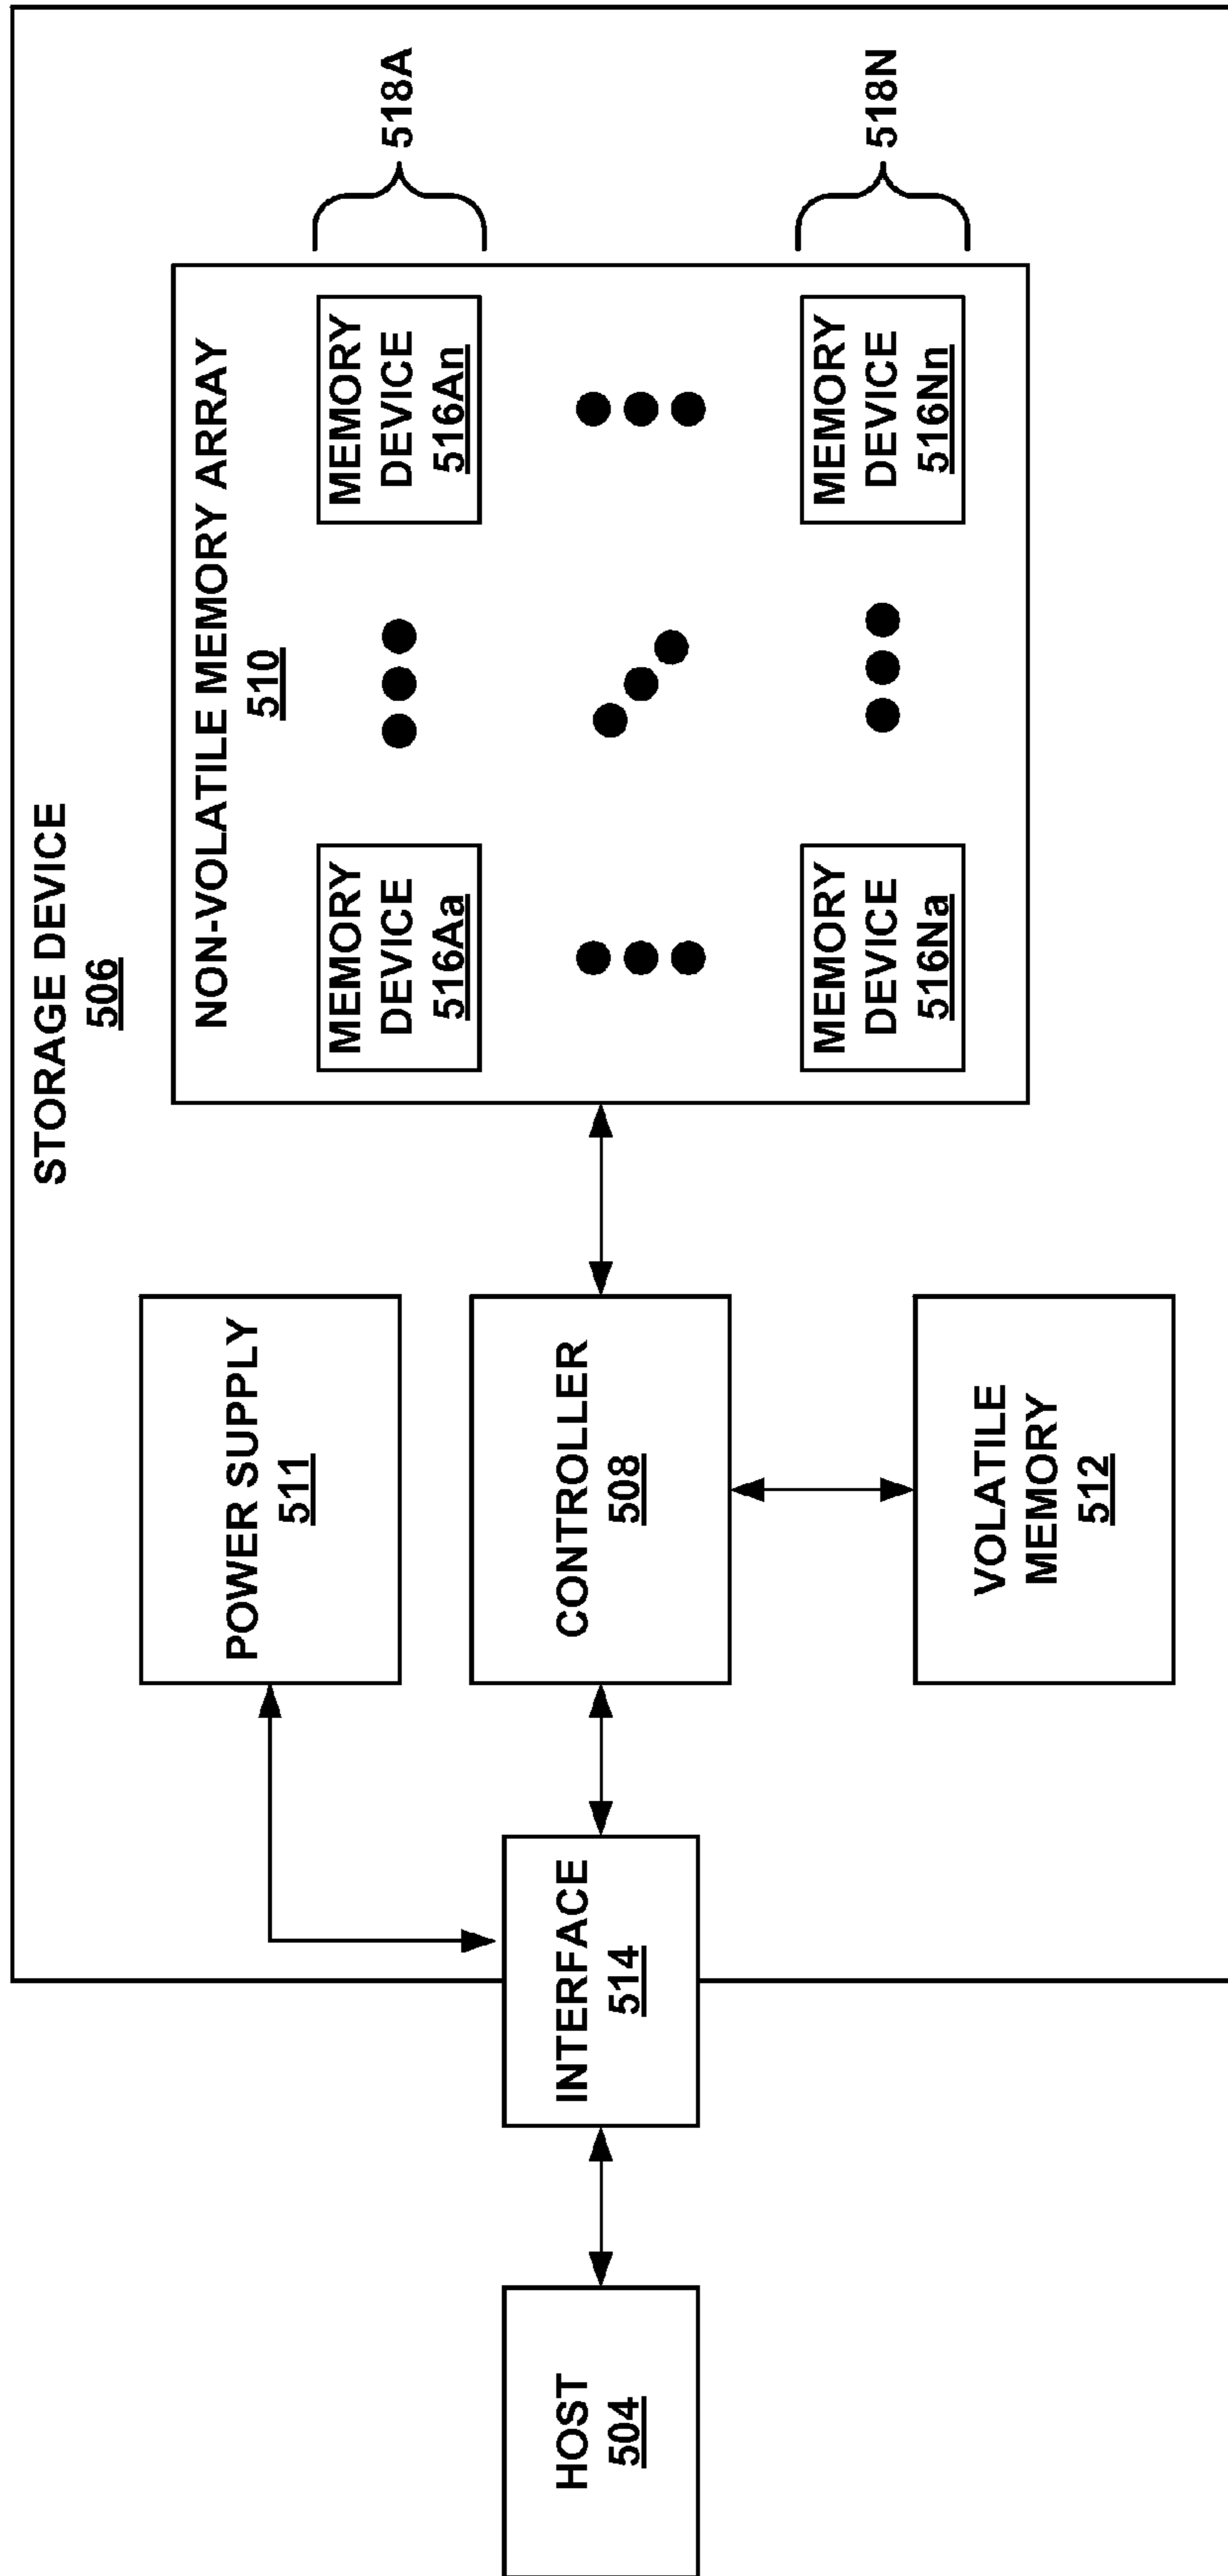 STORAGE DEVICE
506
HOST
504
INTERFACE
514
POWER SUPPLY
511
CONTROLLER
508
VOLATILE
MEMORY
512
NON-VOLATILE MEMORY ARRAY
510
MEMORY
DEVICE
516Aa
MEMORY
DEVICE
516An
518A
MEMORY
DEVICE
516Na
MEMORY
DEVICE
516Nn
518N